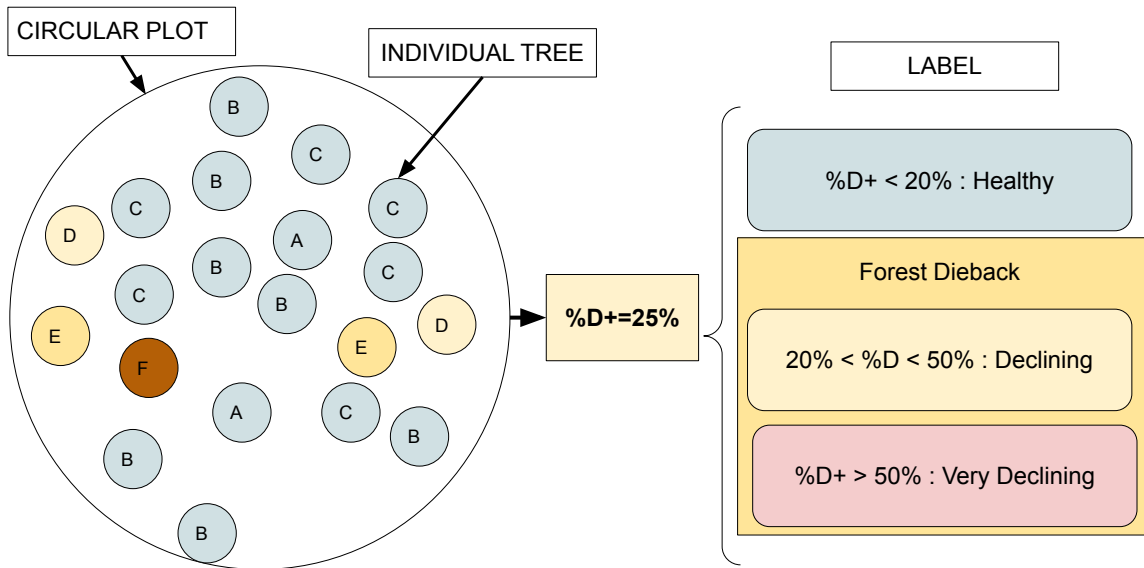 CIRCULAR PLOT
INDIVIDUAL TREE
LABEL
B
C
B
C
C
D
A
B
C
C
B
D
E
E
F
A
C
B
B
B
%D+=25%
%D+ < 20% : Healthy
Forest Dieback
20% < %D < 50% : Declining
%D+ > 50% : Very Declining